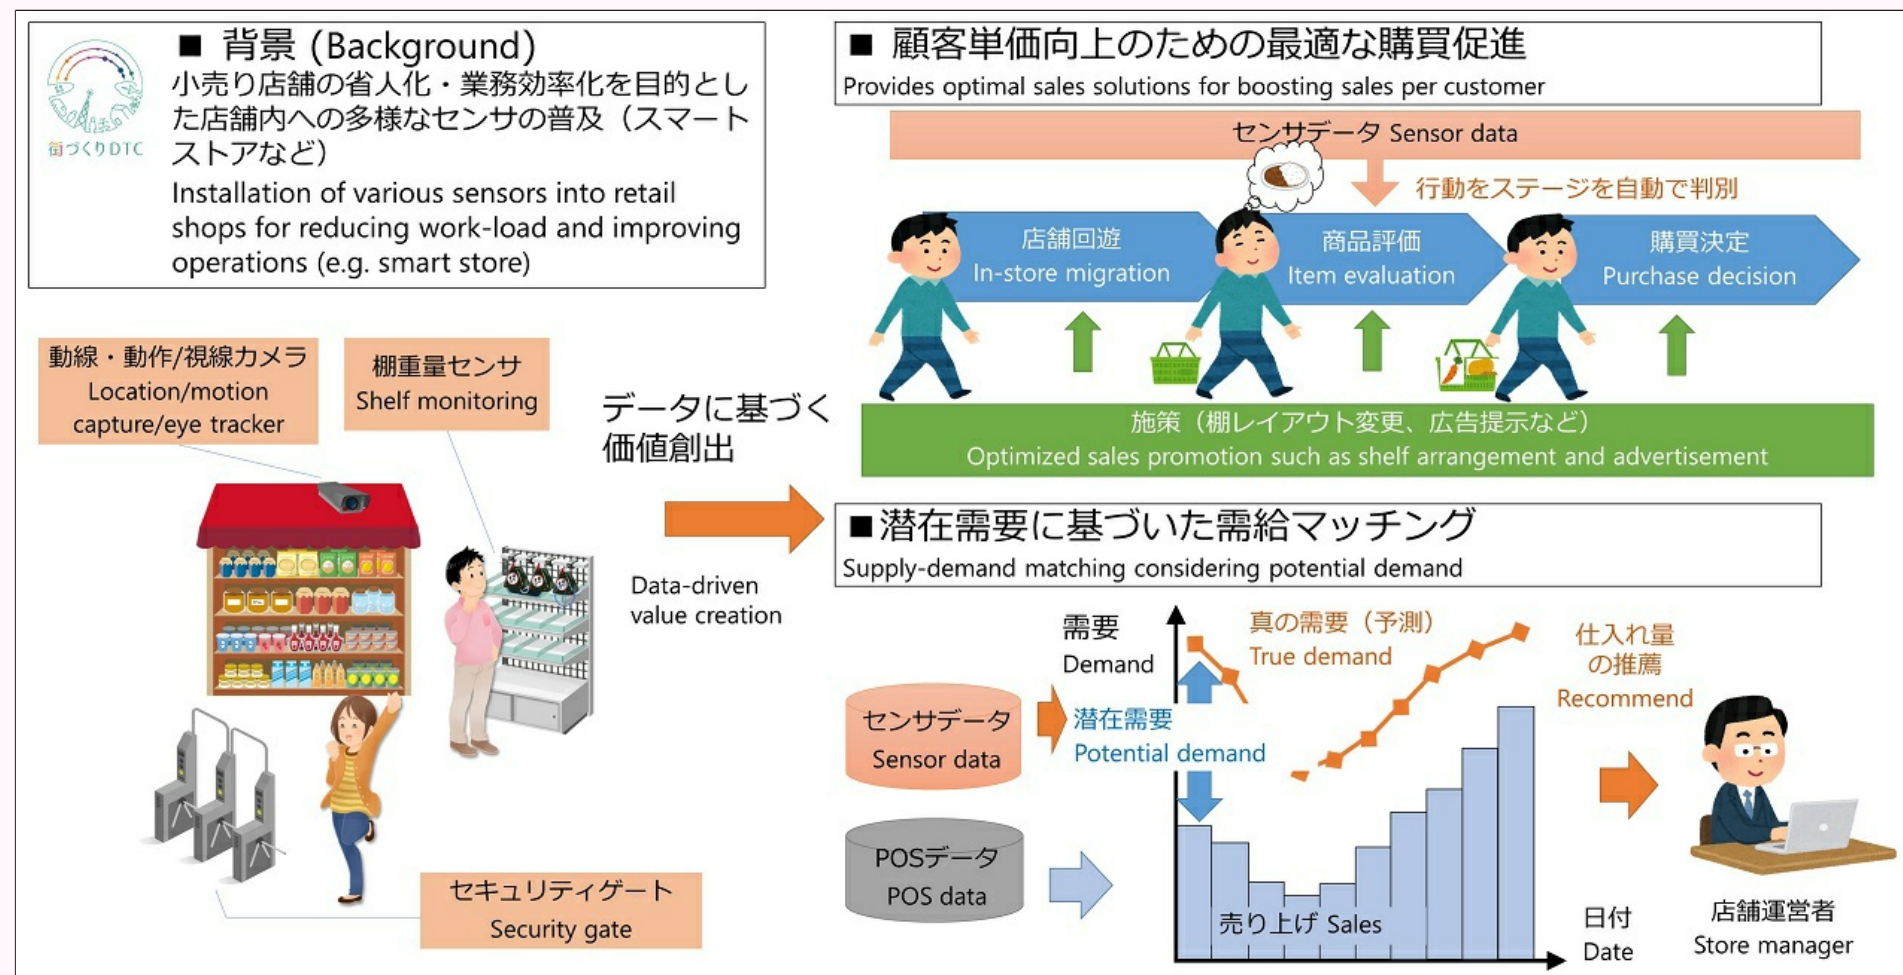 ■ 背景 (Background)
小売り店舗の省人化・業務効率化を目的とし
た店舗内への多様なセンサの普及（スマート
ストアなど）
Installation of various sensors into retail
shops for reducing work-load and improving
operations (e.g. smart store)
街づくりDTC
動線・動作/視線カメラ
Location/motion
capture/eye tracker
棚重量センサ
Shelf monitoring
セキュリティゲート
Security gate
データに基づく
価値創出
Data-driven
value creation
■ 顧客単価向上のための最適な購買促進
Provides optimal sales solutions for boosting sales per customer
センサデータ Sensor data
行動をステージを自動で判別
店舗回遊
In-store migration
商品評価
Item evaluation
購買決定
Purchase decision
施策（棚レイアウト変更、広告提示など）
Optimized sales promotion such as shelf arrangement and advertisement
■潜在需要に基づいた需給マッチング
Supply-demand matching considering potential demand
センサデータ
Sensor data
POSデータ
POS data
需要
Demand
真の需要（予測）
True demand
潜在需要
Potential demand
売り上げ Sales
日付
Date
仕入れ量
の推薦
Recommend
店舗運営者
Store manager